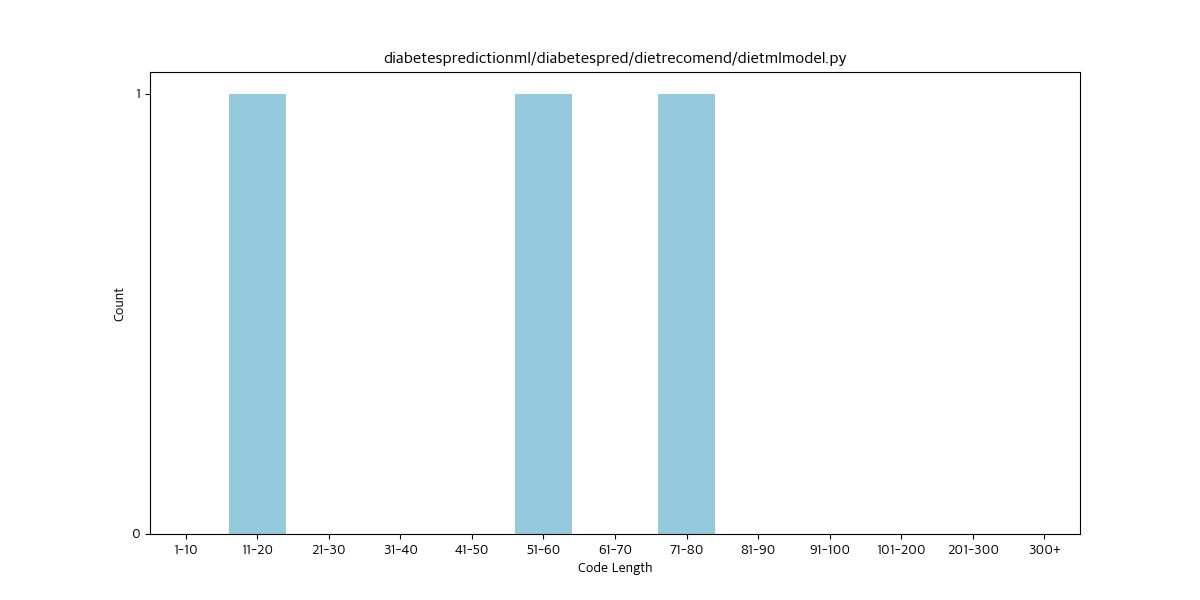 diabetespredictionml/diabetespred/dietrecomend/dietmlmodel.py
1
Count
0
1-10 11-20 21-30 31-40 41-50 51-60 61-70 71-80 81-90 91-100 101-200 201-300 300+
Code Length